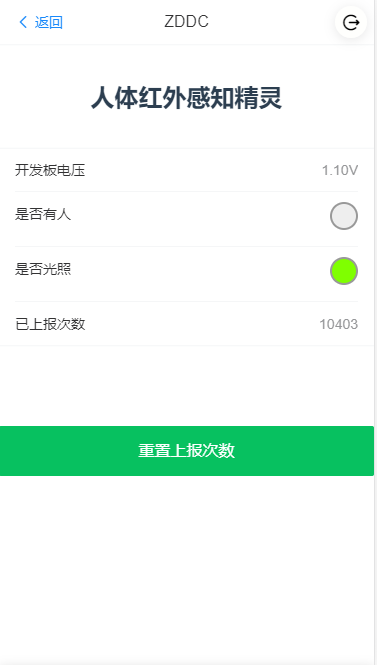 返回
ZDDC
人体红外感知精灵
开发板电压
1.10V
是否有人
是否光照
已上报次数
10403
重置上报次数